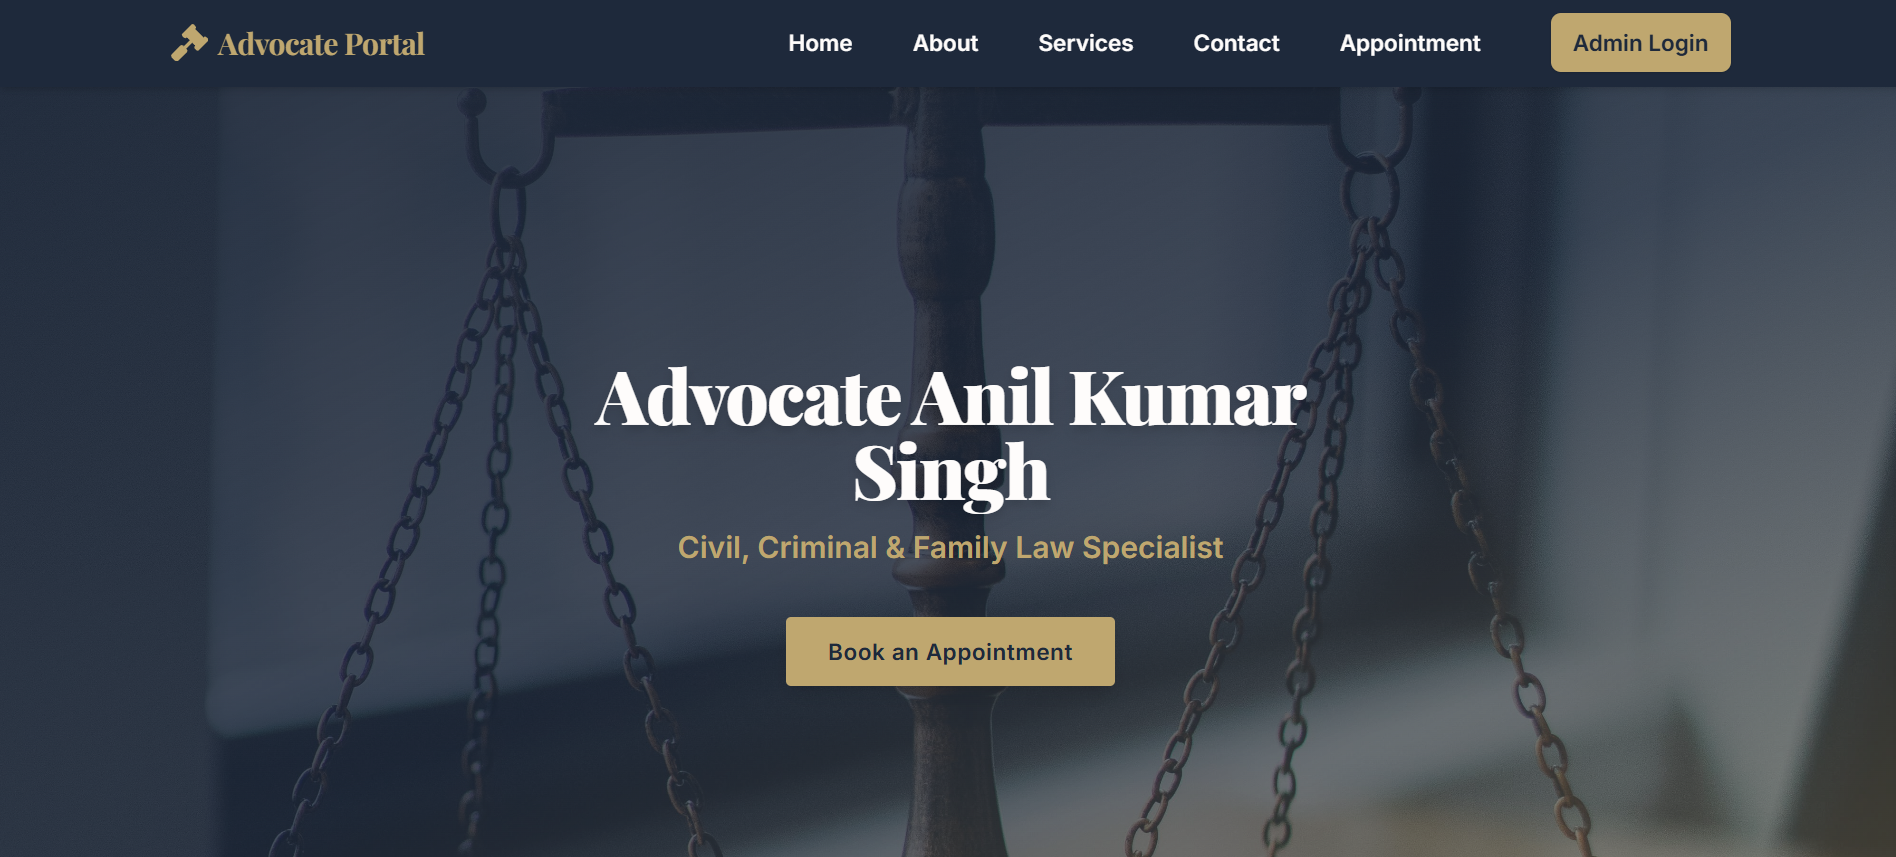 Advocate Portal
Home
About
Services
Contact
Appointment
Admin Login
Advocate Anil Kumar
Singh
Civil, Criminal & Family Law Specialist
Book an Appointment